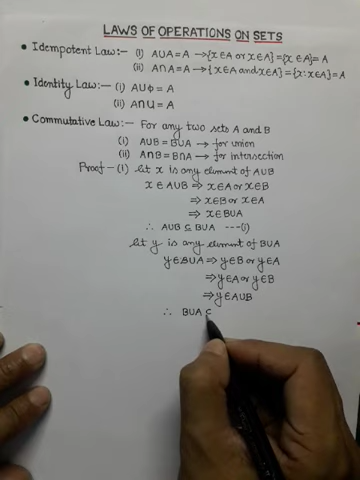 LAWS OF OPERATIONS ON SETS
• Idempotent Law:- (i) A∪A = A → {x∈A or x∈A} = {x ∈A} = A
(ii) A∩A = A → {x∈A and x∈A} = {x:x∈A} = A
• Identity Law:- (i) A∪ϕ = A
(ii) A∩U = A
• Commutative Law:- For any two sets A and B
(i) A∪B = B∪A → for union
(ii) A∩B = B∩A → for intersection
Proof- (i) let x is any element of A∪B
x ∈ A∪B ⇒ x∈A or x∈B
⇒ x∈B or x∈A
⇒ x∈B∪A
∴ A∪B ⊆ B∪A ---(i)
let y is any element of B∪A
y∈B∪A ⇒ y∈B or y∈A
⇒ y∈A or y∈B
⇒ y∈A∪B
∴ B∪A ⊂